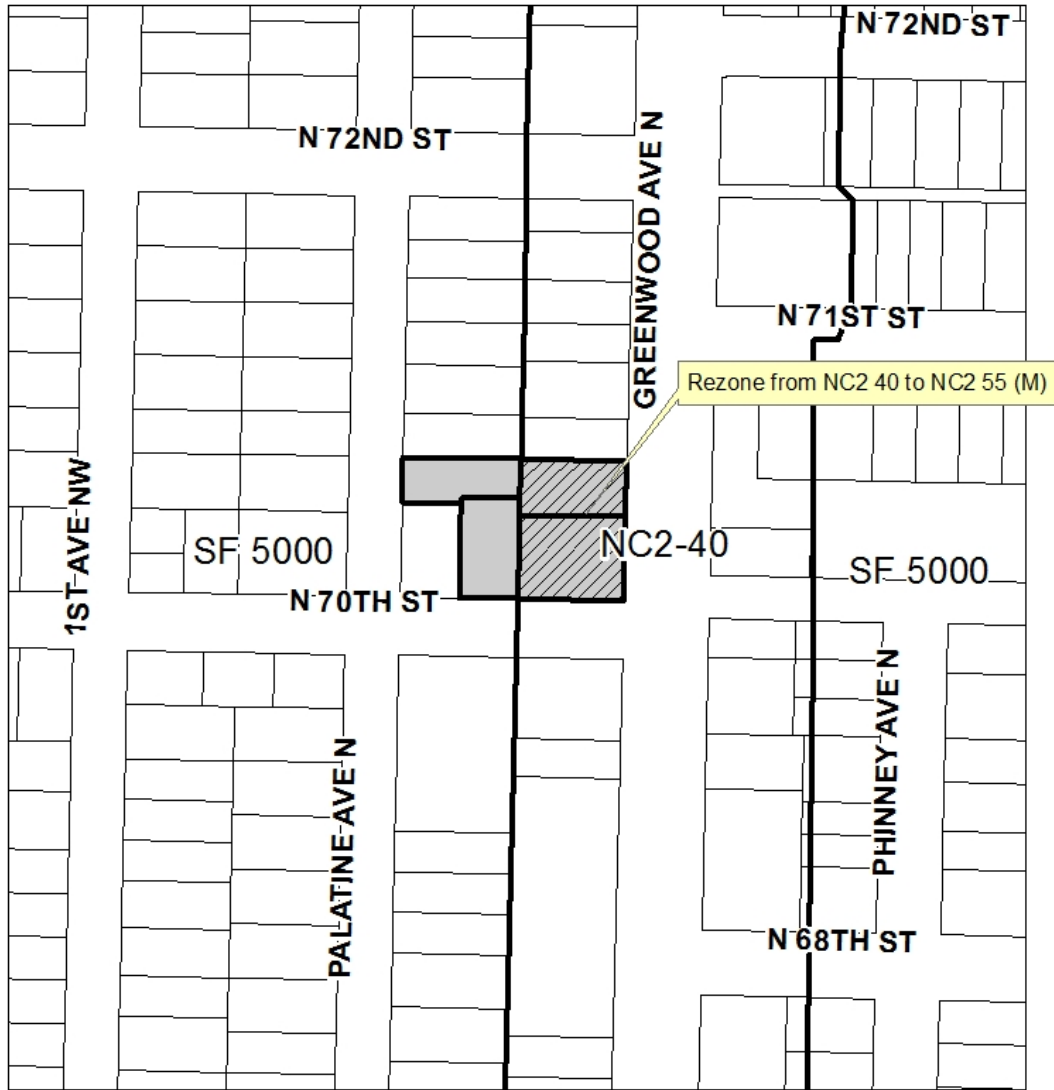 N 72ND ST
N 72ND ST
GREENWOOD AVE N
N 71ST ST
Rezone from NC2 40 to NC2 55 (M)
1ST AVE NW
SF 5000
NC2-40
SF 5000
N 70TH ST
PALATINE AVE N
PHINNEY AVE N
N 68TH ST